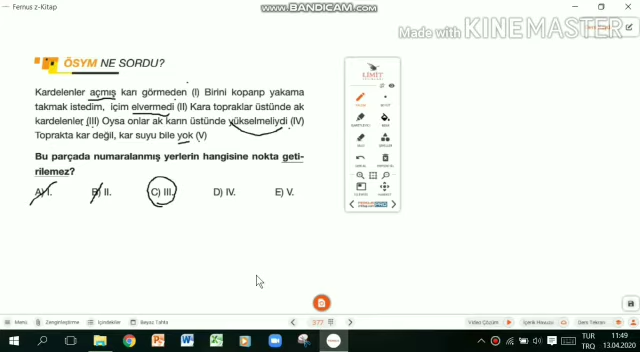 Fernus z-Kitap
www.BANDICAM.com
Made with KINEMASTER
ÖSYM NE SORDU?
Kardelenler açmış karı görmeden (I) Birini koparıp yakama
takmak istedim, içim elvermedi (II) Kara topraklar üstünde ak
kardelenler (III) Oysa onlar ak karın üstünde yükselmeliydi (IV)
Toprakta kar değil, kar suyu bile yok (V)
Bu parçada numaralanmış yerlerin hangisine nokta geti-
rilemez?
A) I. B) II. C) III. D) IV. E) V.
LİMİT
Menü Zenginleştirme İçindekiler Beyaz Tahta 377 Video Çözüm İçerik Havuzu Ders Tekrarı
TUR 11:49
TRQ 13.04.2020